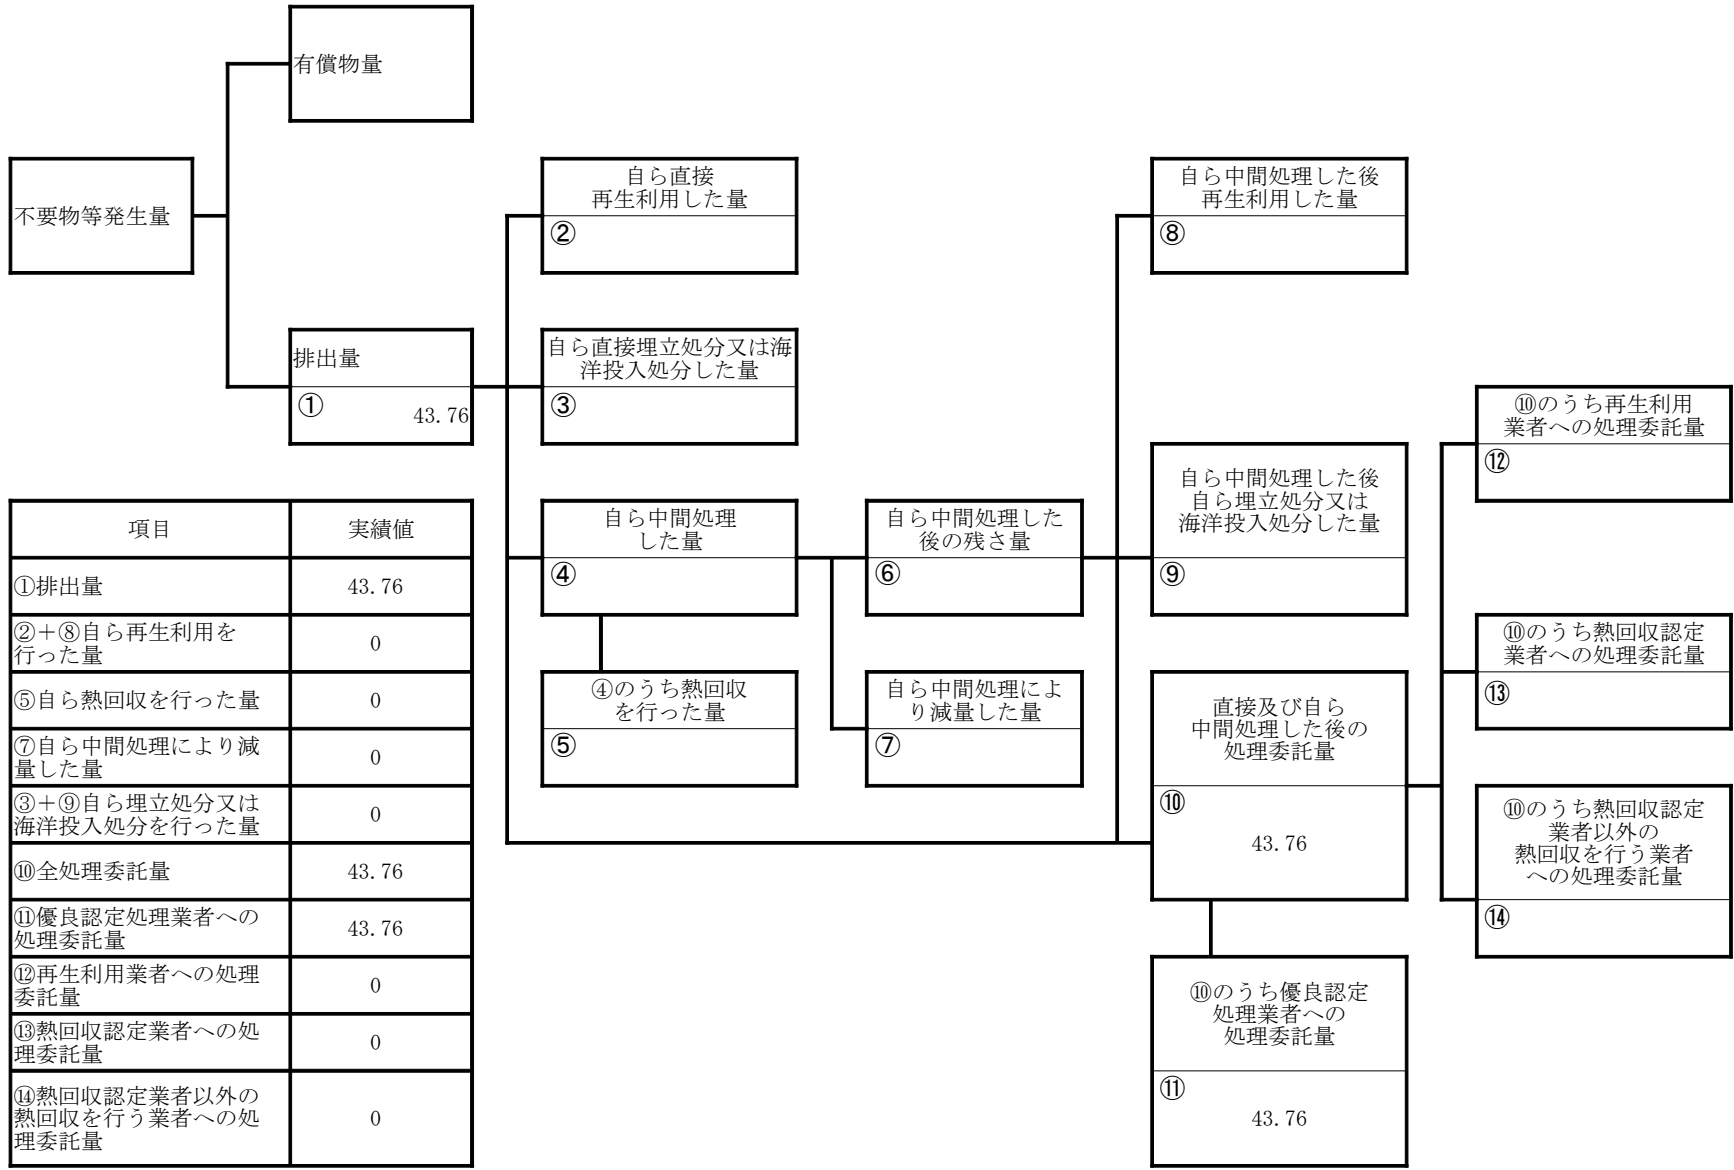 有償物量
不要物等発生量
自ら直接
再生利用した量
②
自ら中間処理した後
再生利用した量
⑧
排出量
①
43.76
自ら直接埋立処分又は海
洋投入処分した量
③
⑩のうち再生利用
業者への処理委託量
⑫
自ら中間処理
した量
④
自ら中間処理した
後の残さ量
⑥
自ら中間処理した後
自ら埋立処分又は
海洋投入処分した量
⑨
⑩のうち熱回収認定
業者への処理委託量
⑬
④のうち熱回収
を行った量
⑤
自ら中間処理によ
り減量した量
⑦
直接及び自ら
中間処理した後の
処理委託量
⑩
43.76
⑩のうち熱回収認定
業者以外の
熱回収を行う業者
への処理委託量
⑭
⑩のうち優良認定
処理業者への
処理委託量
⑪
43.76
項目 実績値
①排出量 43.76
②＋⑧自ら再生利用を
行った量 0
⑤自ら熱回収を行った量 0
⑦自ら中間処理により減
量した量 0
③＋⑨自ら埋立処分又は
海洋投入処分を行った量 0
⑩全処理委託量 43.76
⑪優良認定処理業者への
処理委託量 43.76
⑫再生利用業者への処理
委託量 0
⑬熱回収認定業者への処
理委託量 0
⑭熱回収認定業者以外の
熱回収を行う業者への処
理委託量 0